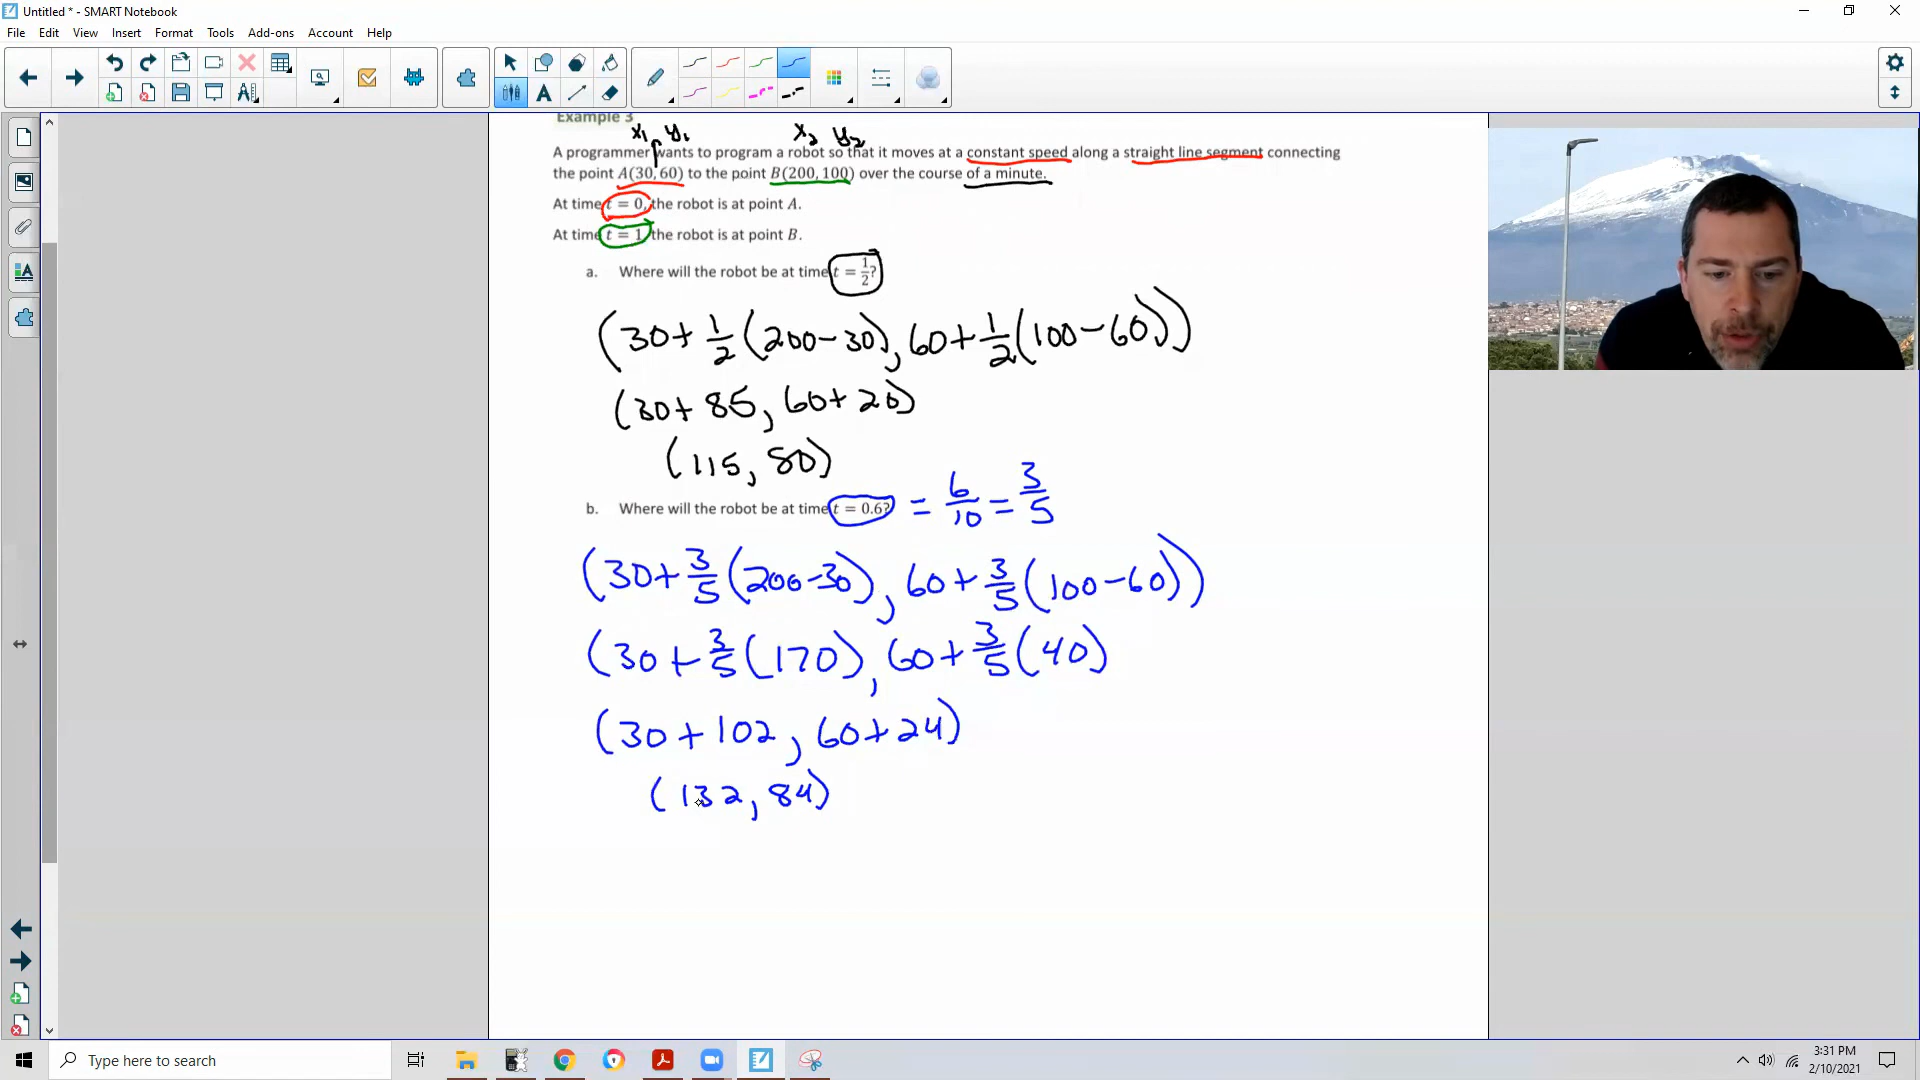 Untitled * - SMART Notebook
File Edit View Insert Format Tools Add-ons Account Help
Example 3
x₁ y₁ x₂ y₂
A programmer wants to program a robot so that it moves at a constant speed along a straight line segment connecting
the point A(30, 60) to the point B(200, 100) over the course of a minute.
At time t = 0, the robot is at point A.
At time t = 1, the robot is at point B.
a. Where will the robot be at time t = 1/2?
(30+1/2(200-30), 60+1/2(100-60))
(30+85, 60+20)
(115, 80)
b. Where will the robot be at time t = 0.6? = 6/10 = 3/5
(30+3/5(200-30), 60+3/5(100-60))
(30+3/5(170), 60+3/5(40)
(30+102, 60+24)
(132, 84)
Type here to search
3:31 PM
2/10/2021